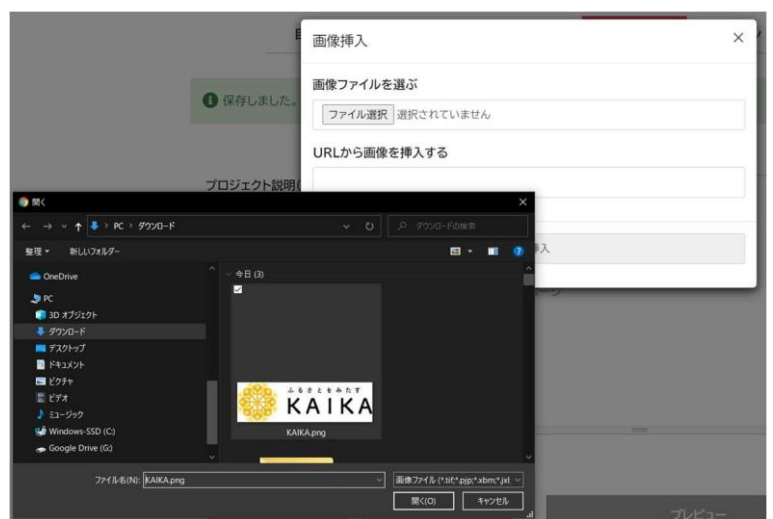 画像挿入
画像ファイルを選ぶ
ファイル選択 選択されていません
保存しました。
URLから画像を挿入する
プロジェクト説明(
開く
PC > ダウンロード
ダウンロードの検索
整理
新しいフォルダー
挿入
OneDrive
PC
3D オブジェクト
ダウンロード
デスクトップ
ドキュメント
ピクチャ
ビデオ
ミュージック
Windows-SSD (C:)
Google Drive (G:)
今日 (3)
ふるさとをみたす
KAIKA
KAIKA.png
ファイル名(N): KAIKA.png
画像ファイル (*.tif;*.pjp;*.xbm;*.jxl
開く(O)
キャンセル
プレビュー